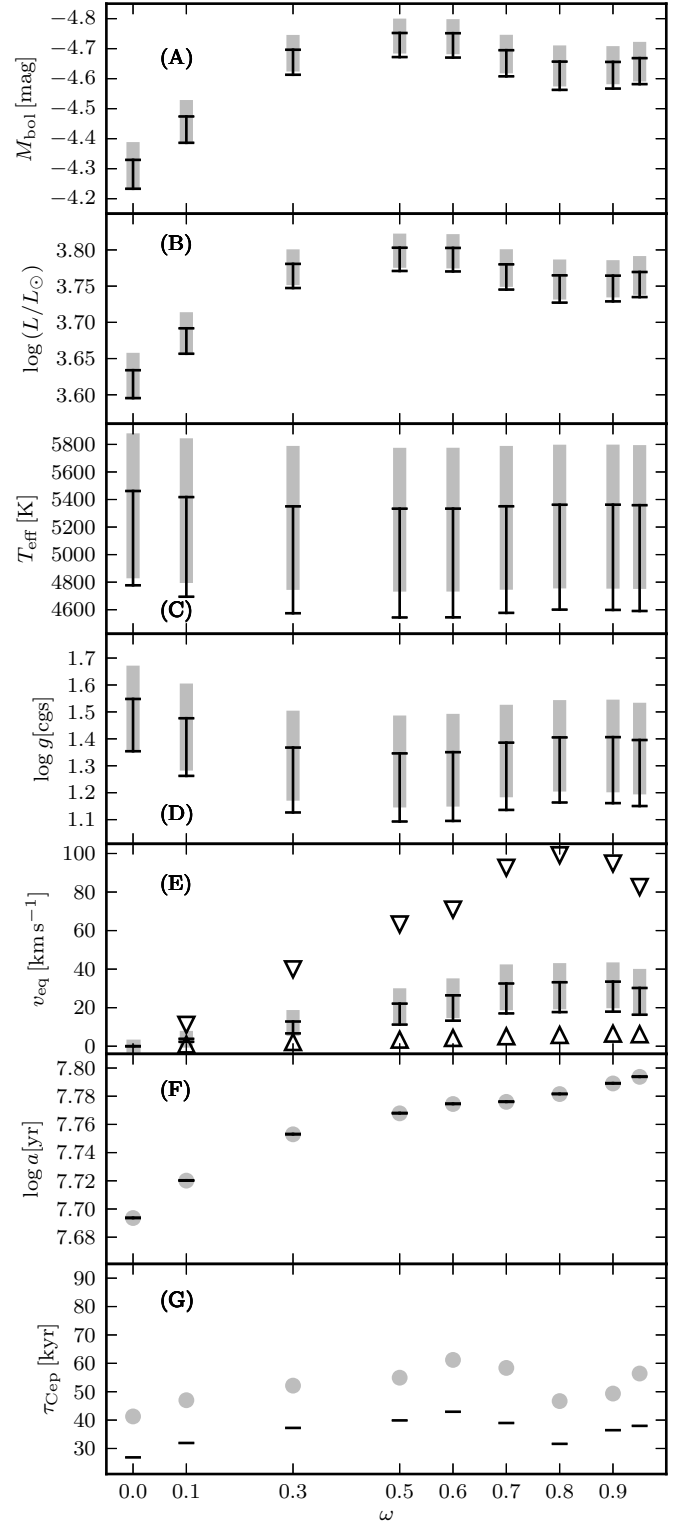 −4.8
−4.7
−4.6
−4.5
−4.4
−4.3
−4.2
M_bol [mag]
(A)
3.80
3.75
3.70
3.65
3.60
log (L/L⊙)
(B)
5800
5600
5400
5200
5000
4800
4600
T_eff [K]
(C)
1.7
1.6
1.5
1.4
1.3
1.2
1.1
log g[cgs]
(D)
100
80
60
40
20
0
v_eq [km s⁻¹]
(E)
7.80
7.78
7.76
7.74
7.72
7.70
7.68
log a[yr]
(F)
90
80
70
60
50
40
30
τ_Cep [kyr]
(G)
0.0 0.1 0.3 0.5 0.6 0.7 0.8 0.9
ω